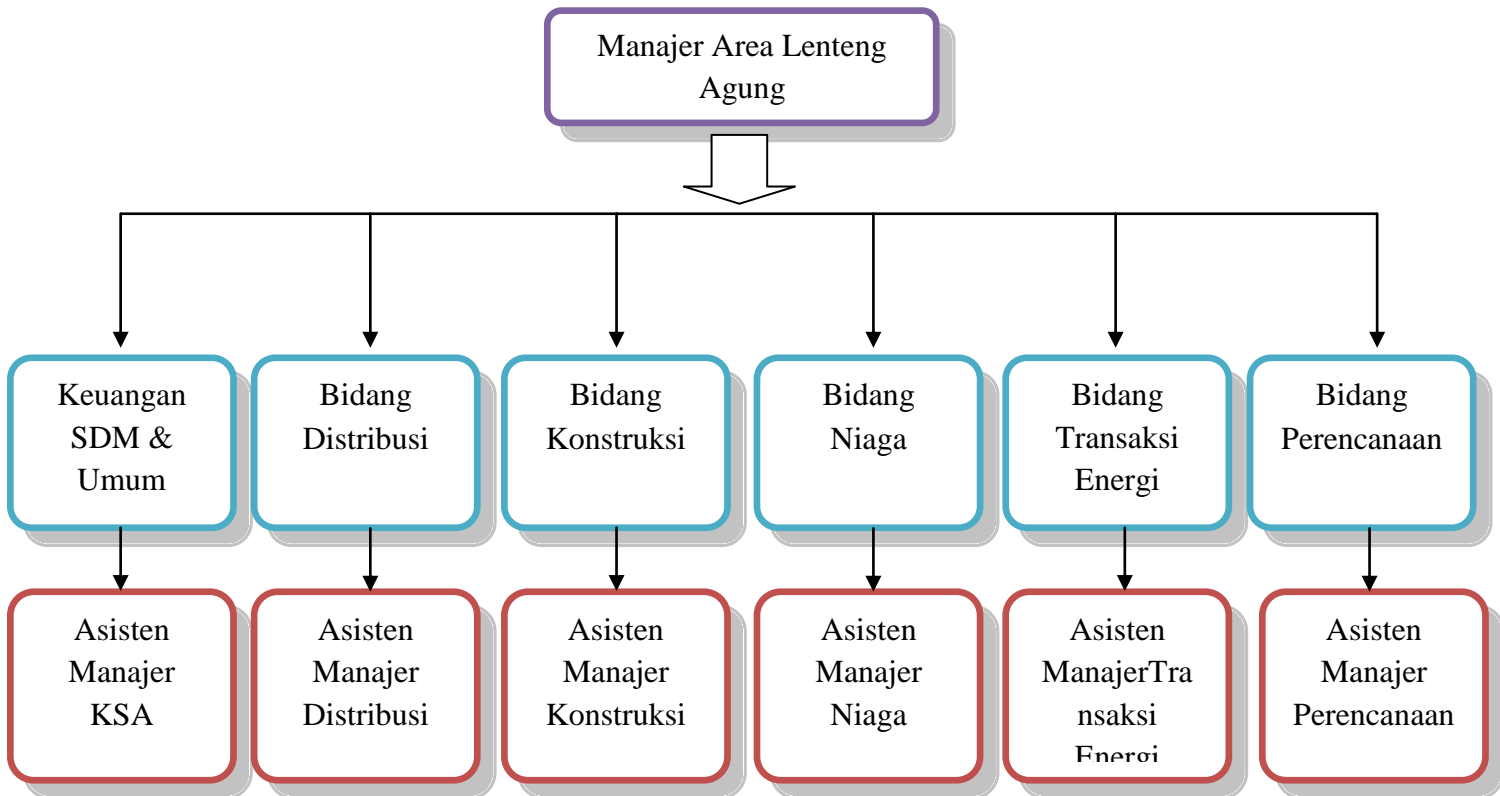 Manajer Area Lenteng
Agung
Keuangan
SDM &
Umum
Bidang
Distribusi
Bidang
Konstruksi
Bidang
Niaga
Bidang
Transaksi
Energi
Bidang
Perencanaan
Asisten
Manajer
KSA
Asisten
Manajer
Distribusi
Asisten
Manajer
Konstruksi
Asisten
Manajer
Niaga
Asisten
ManajerTra
nsaksi
Energi
Asisten
Manajer
Perencanaan